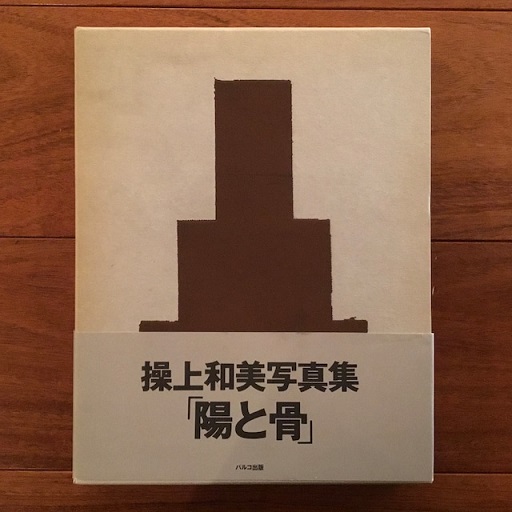 操上和美写真集
「陽と骨」
パルコ出版